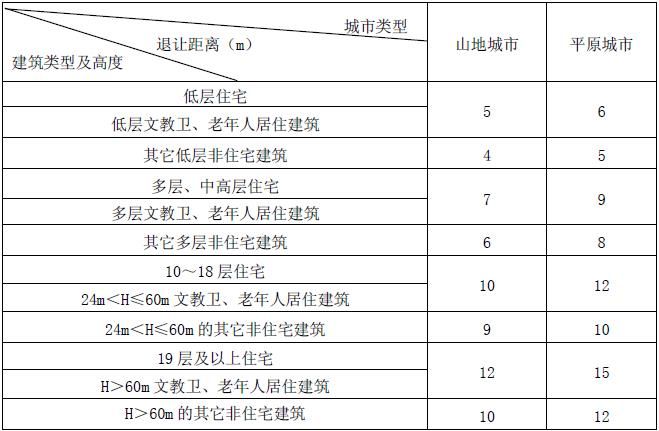 城市类型
退让距离（m）
建筑类型及高度
山地城市
平原城市
低层住宅
低层文教卫、老年人居住建筑
5
6
其它低层非住宅建筑
4
5
多层、中高层住宅
多层文教卫、老年人居住建筑
7
9
其它多层非住宅建筑
6
8
10～18 层住宅
24m＜H≤60m 文教卫、老年人居住建筑
10
12
24m＜H≤60m 的其它非住宅建筑
9
10
19 层及以上住宅
H＞60m 文教卫、老年人居住建筑
12
15
H＞60m 的其它非住宅建筑
10
12